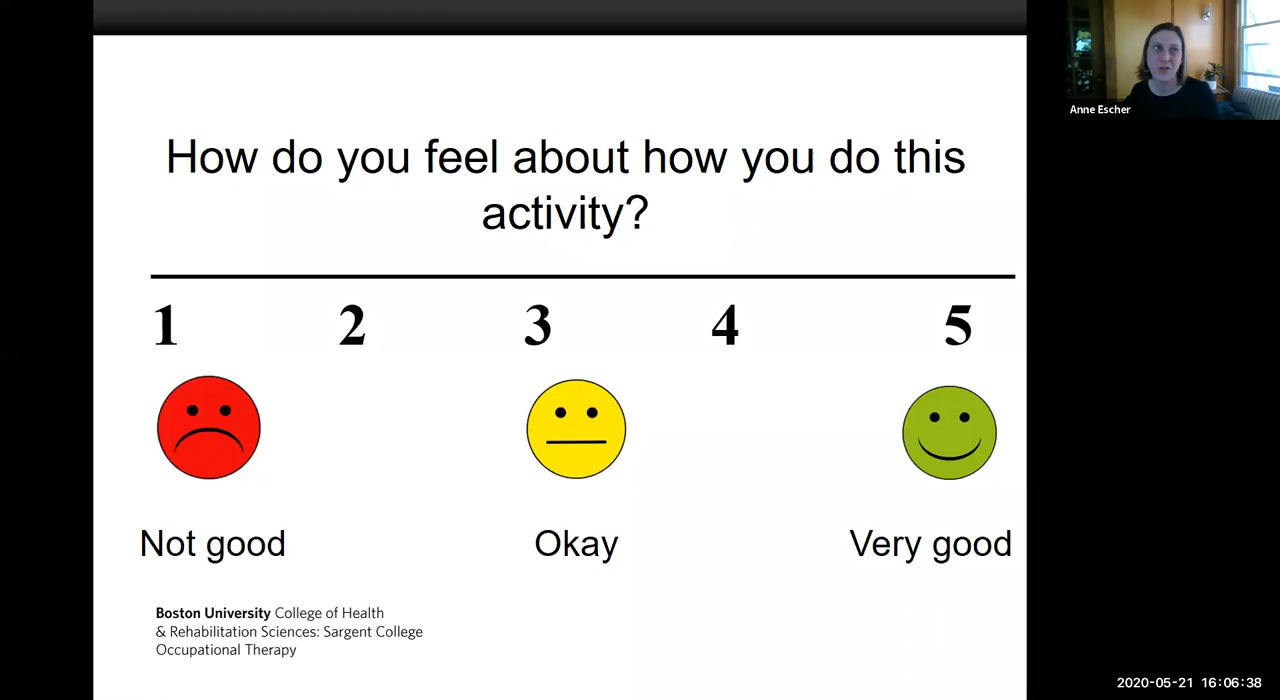 How do you feel about how you do this
activity?
1 2 3 4 5
Not good Okay Very good
Boston University College of Health
& Rehabilitation Sciences: Sargent College
Occupational Therapy
Anne Escher
2020-05-21 16:06:38